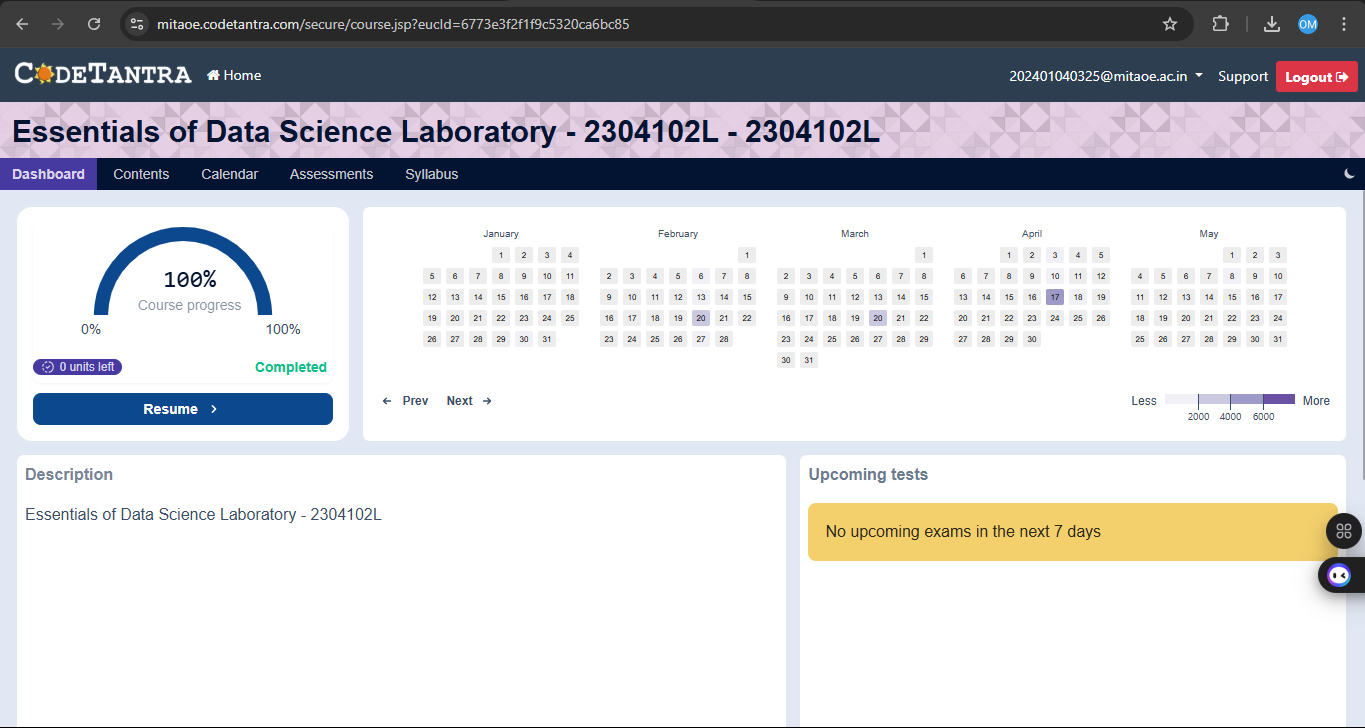 mitaoe.codetantra.com/secure/course.jsp?eucId=6773e3f2f1f9c5320ca6bc85
OM
CODETANTRA
Home
202401040325@mitaoe.ac.in
Support
Logout
Essentials of Data Science Laboratory - 2304102L - 2304102L
Dashboard
Contents
Calendar
Assessments
Syllabus
100%
Course progress
0%
100%
0 units left
Completed
Resume
January
1 2 3 4
5 6 7 8 9 10 11
12 13 14 15 16 17 18
19 20 21 22 23 24 25
26 27 28 29 30 31
February
1
2 3 4 5 6 7 8
9 10 11 12 13 14 15
16 17 18 19 20 21 22
23 24 25 26 27 28
March
1
2 3 4 5 6 7 8
9 10 11 12 13 14 15
16 17 18 19 20 21 22
23 24 25 26 27 28 29
30 31
April
1 2 3 4 5
6 7 8 9 10 11 12
13 14 15 16 17 18 19
20 21 22 23 24 25 26
27 28 29 30
May
1 2 3
4 5 6 7 8 9 10
11 12 13 14 15 16 17
18 19 20 21 22 23 24
25 26 27 28 29 30 31
Prev
Next
Less
2000 4000 6000
More
Description
Essentials of Data Science Laboratory - 2304102L
Upcoming tests
No upcoming exams in the next 7 days